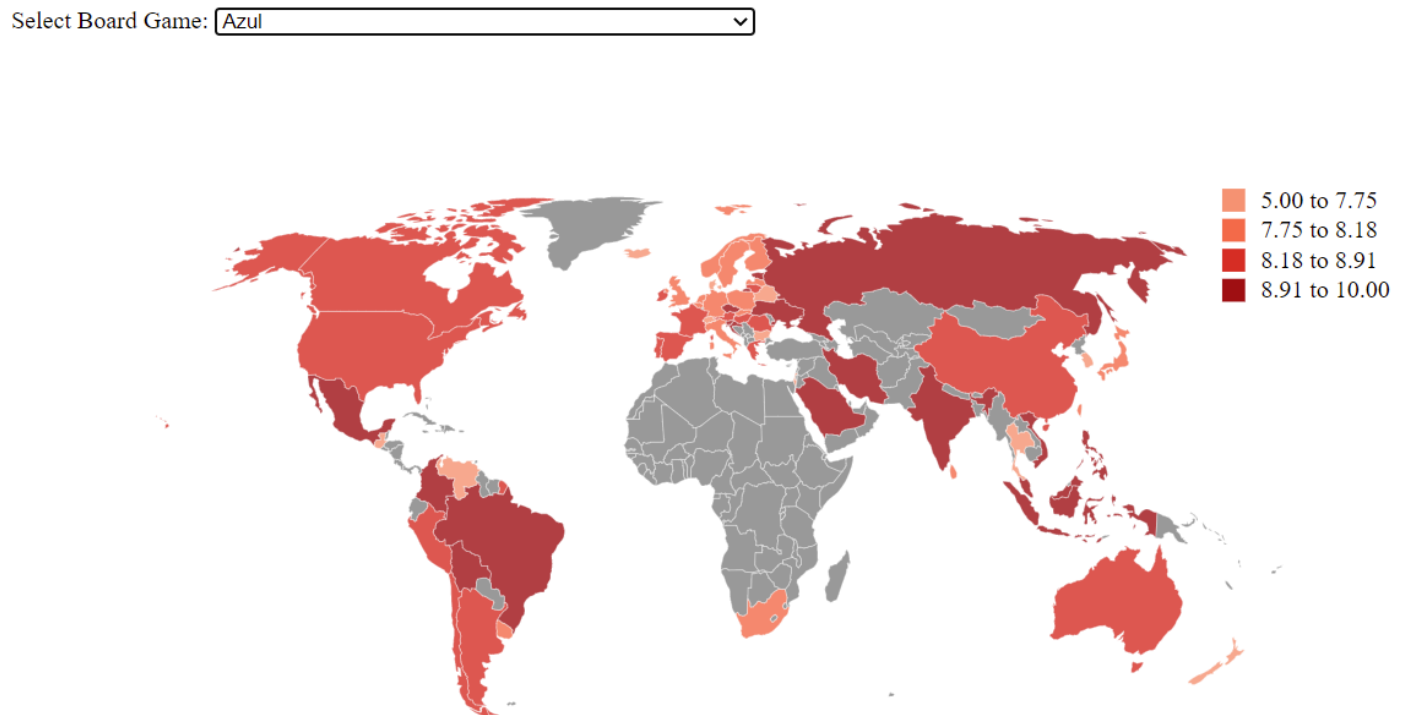 Select Board Game: Azul
5.00 to 7.75
7.75 to 8.18
8.18 to 8.91
8.91 to 10.00